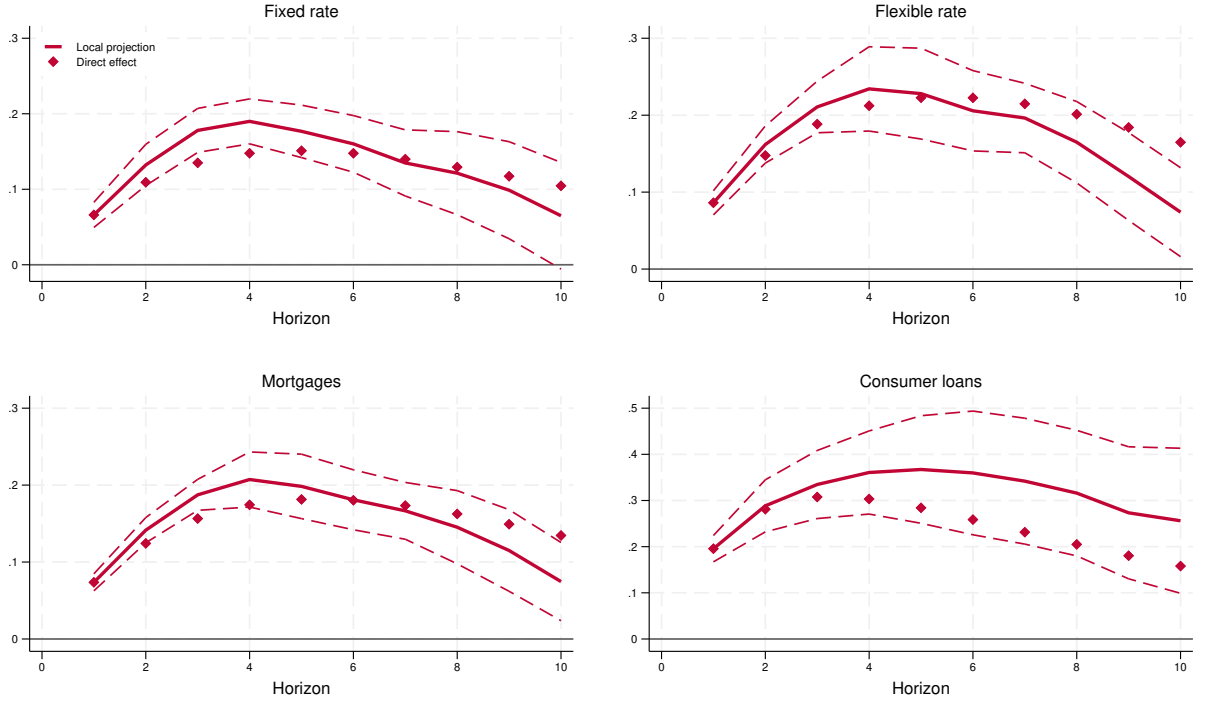 Fixed rate
.3
.2
.1
0
Local projection
Direct effect
0 2 4 6 8 10
Horizon
Flexible rate
.3
.2
.1
0
0 2 4 6 8 10
Horizon
Mortgages
.3
.2
.1
0
0 2 4 6 8 10
Horizon
Consumer loans
.5
.4
.3
.2
.1
0
0 2 4 6 8 10
Horizon